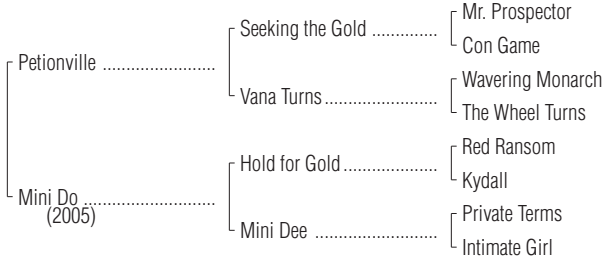 Mr. Prospector
Seeking the Gold ..............
Con Game
Petionville .........................
Wavering Monarch
Vana Turns.........................
The Wheel Turns
Red Ransom
Hold for Gold.....................
Kydall
Mini Do .............................
(2005)
Private Terms
Mini Dee ...........................
Intimate Girl